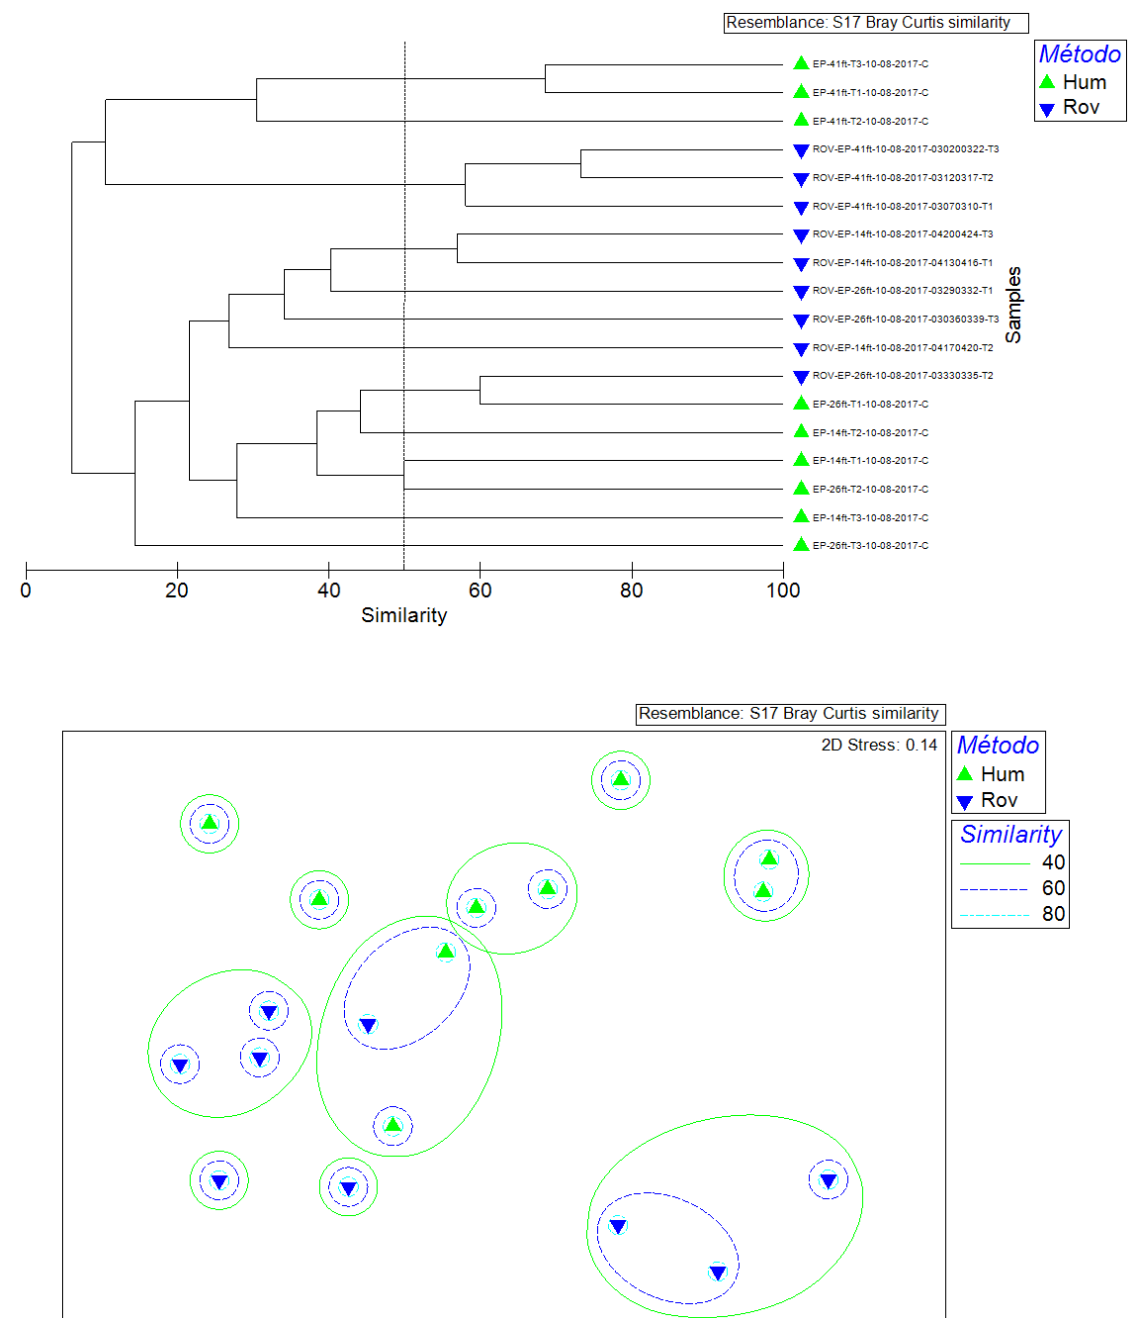 Resemblance: S17 Bray Curtis similarity
Método
Hum
Rov
EP-41ft-T3-10-08-2017-C
EP-41ft-T1-10-08-2017-C
EP-41ft-T2-10-08-2017-C
ROV-EP-41ft-10-08-2017-030200322-T3
ROV-EP-41ft-10-08-2017-03120317-T2
ROV-EP-41ft-10-08-2017-03070310-T1
ROV-EP-14ft-10-08-2017-04200424-T3
ROV-EP-14ft-10-08-2017-04130416-T1
ROV-EP-26ft-10-08-2017-03290332-T1
ROV-EP-26ft-10-08-2017-030360339-T3
ROV-EP-14ft-10-08-2017-04170420-T2
ROV-EP-26ft-10-08-2017-03330335-T2
EP-26ft-T1-10-08-2017-C
EP-14ft-T2-10-08-2017-C
EP-14ft-T1-10-08-2017-C
EP-26ft-T2-10-08-2017-C
EP-14ft-T3-10-08-2017-C
EP-26ft-T3-10-08-2017-C
Samples
0 20 40 60 80 100
Similarity
Resemblance: S17 Bray Curtis similarity
2D Stress: 0.14
Método
Hum
Rov
Similarity
40
60
80